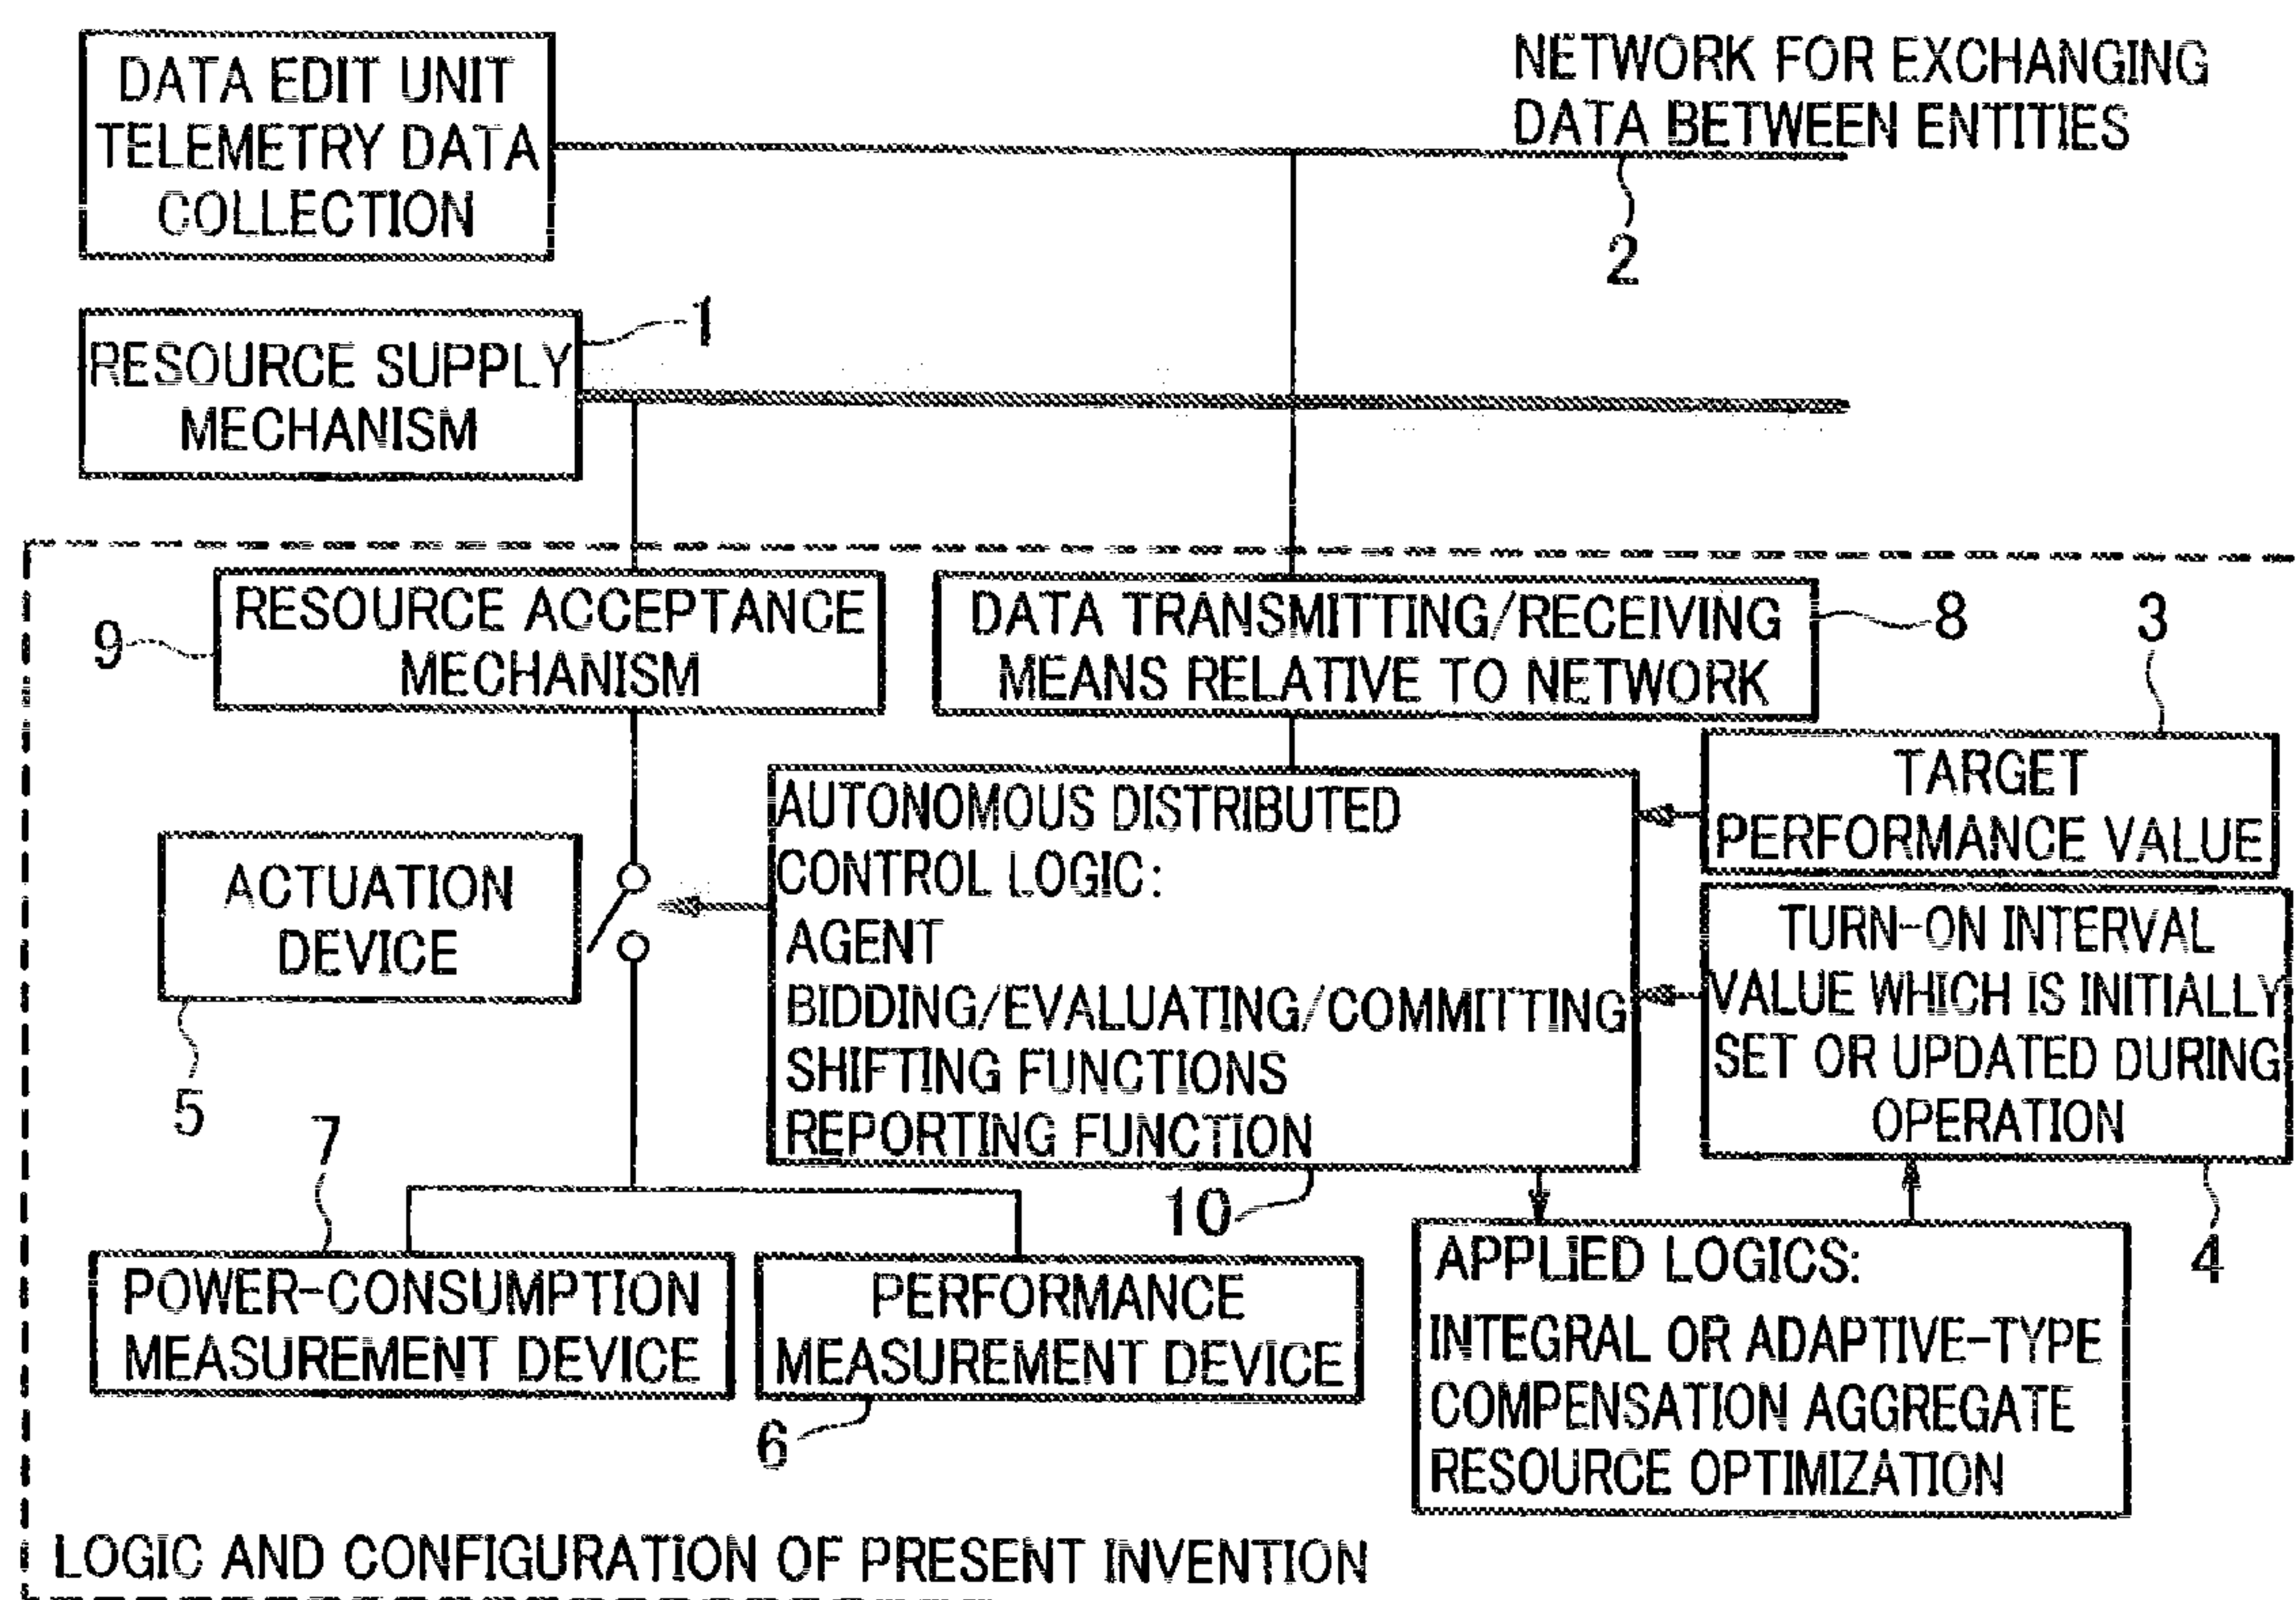 DATA EDIT UNIT
TELEMETRY DATA
COLLECTION
NETWORK FOR EXCHANGING
DATA BETWEEN ENTITIES
2
RESOURCE SUPPLY
MECHANISM
1
RESOURCE ACCEPTANCE
MECHANISM
9
DATA TRANSMITTING/RECEIVING
MEANS RELATIVE TO NETWORK
8
3
TARGET
PERFORMANCE VALUE
ACTUATION
DEVICE
5
AUTONOMOUS DISTRIBUTED
CONTROL LOGIC:
AGENT
BIDDING/EVALUATING/COMMITTING
SHIFTING FUNCTIONS
REPORTING FUNCTION
10
TURN-ON INTERVAL
VALUE WHICH IS INITIALLY
SET OR UPDATED DURING
OPERATION
4
7
POWER-CONSUMPTION
MEASUREMENT DEVICE
PERFORMANCE
MEASUREMENT DEVICE
6
APPLIED LOGICS:
INTEGRAL OR ADAPTIVE-TYPE
COMPENSATION AGGREGATE
RESOURCE OPTIMIZATION
LOGIC AND CONFIGURATION OF PRESENT INVENTION